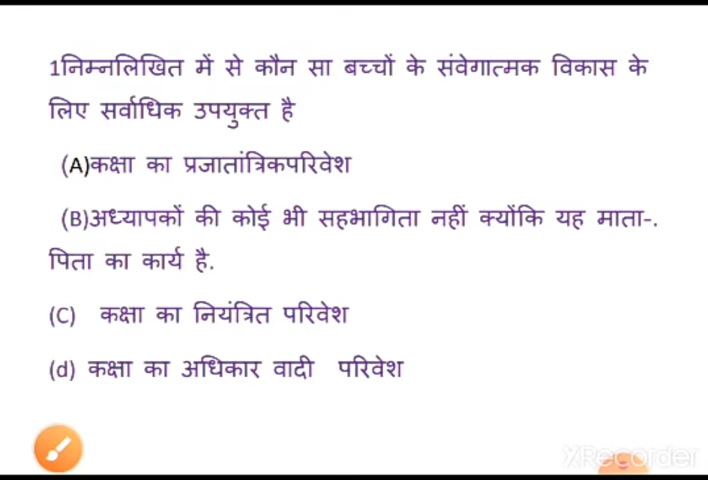 1निम्नलिखित में से कौन सा बच्चों के संवेगात्मक विकास के
लिए सर्वाधिक उपयुक्त है
(A)कक्षा का प्रजातांत्रिकपरिवेश
(B)अध्यापकों की कोई भी सहभागिता नहीं क्योंकि यह माता-.
पिता का कार्य है.
(C) कक्षा का नियंत्रित परिवेश
(d) कक्षा का अधिकार वादी परिवेश
XRecorder